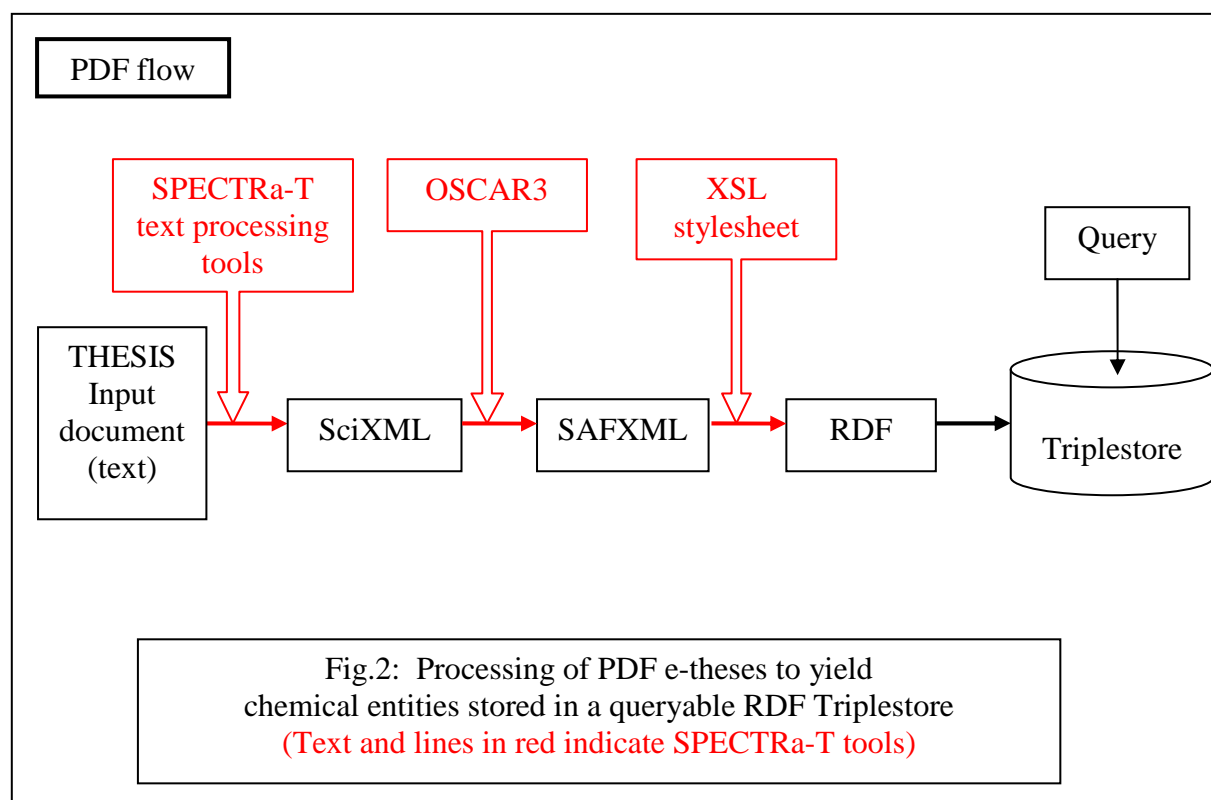 PDF flow
SPECTRa-T
text processing
tools
OSCAR3
XSL
stylesheet
Query
THESIS
Input
document
(text)
SciXML
SAFXML
RDF
Triplestore
Fig.2:  Processing of PDF e-theses to yield
chemical entities stored in a queryable RDF Triplestore
(Text and lines in red indicate SPECTRa-T tools)